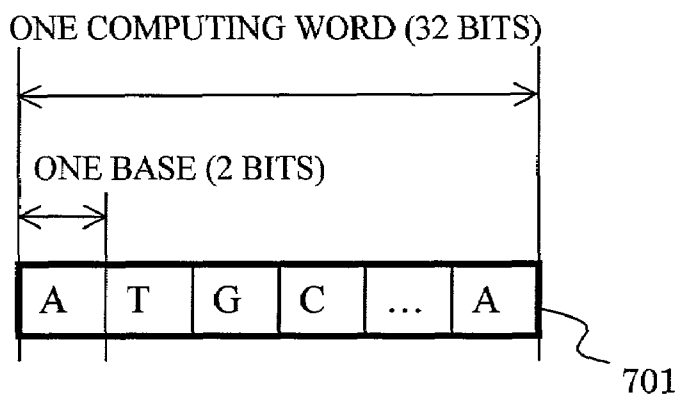 ONE COMPUTING WORD (32 BITS)
ONE BASE (2 BITS)
A T G C ... A
701